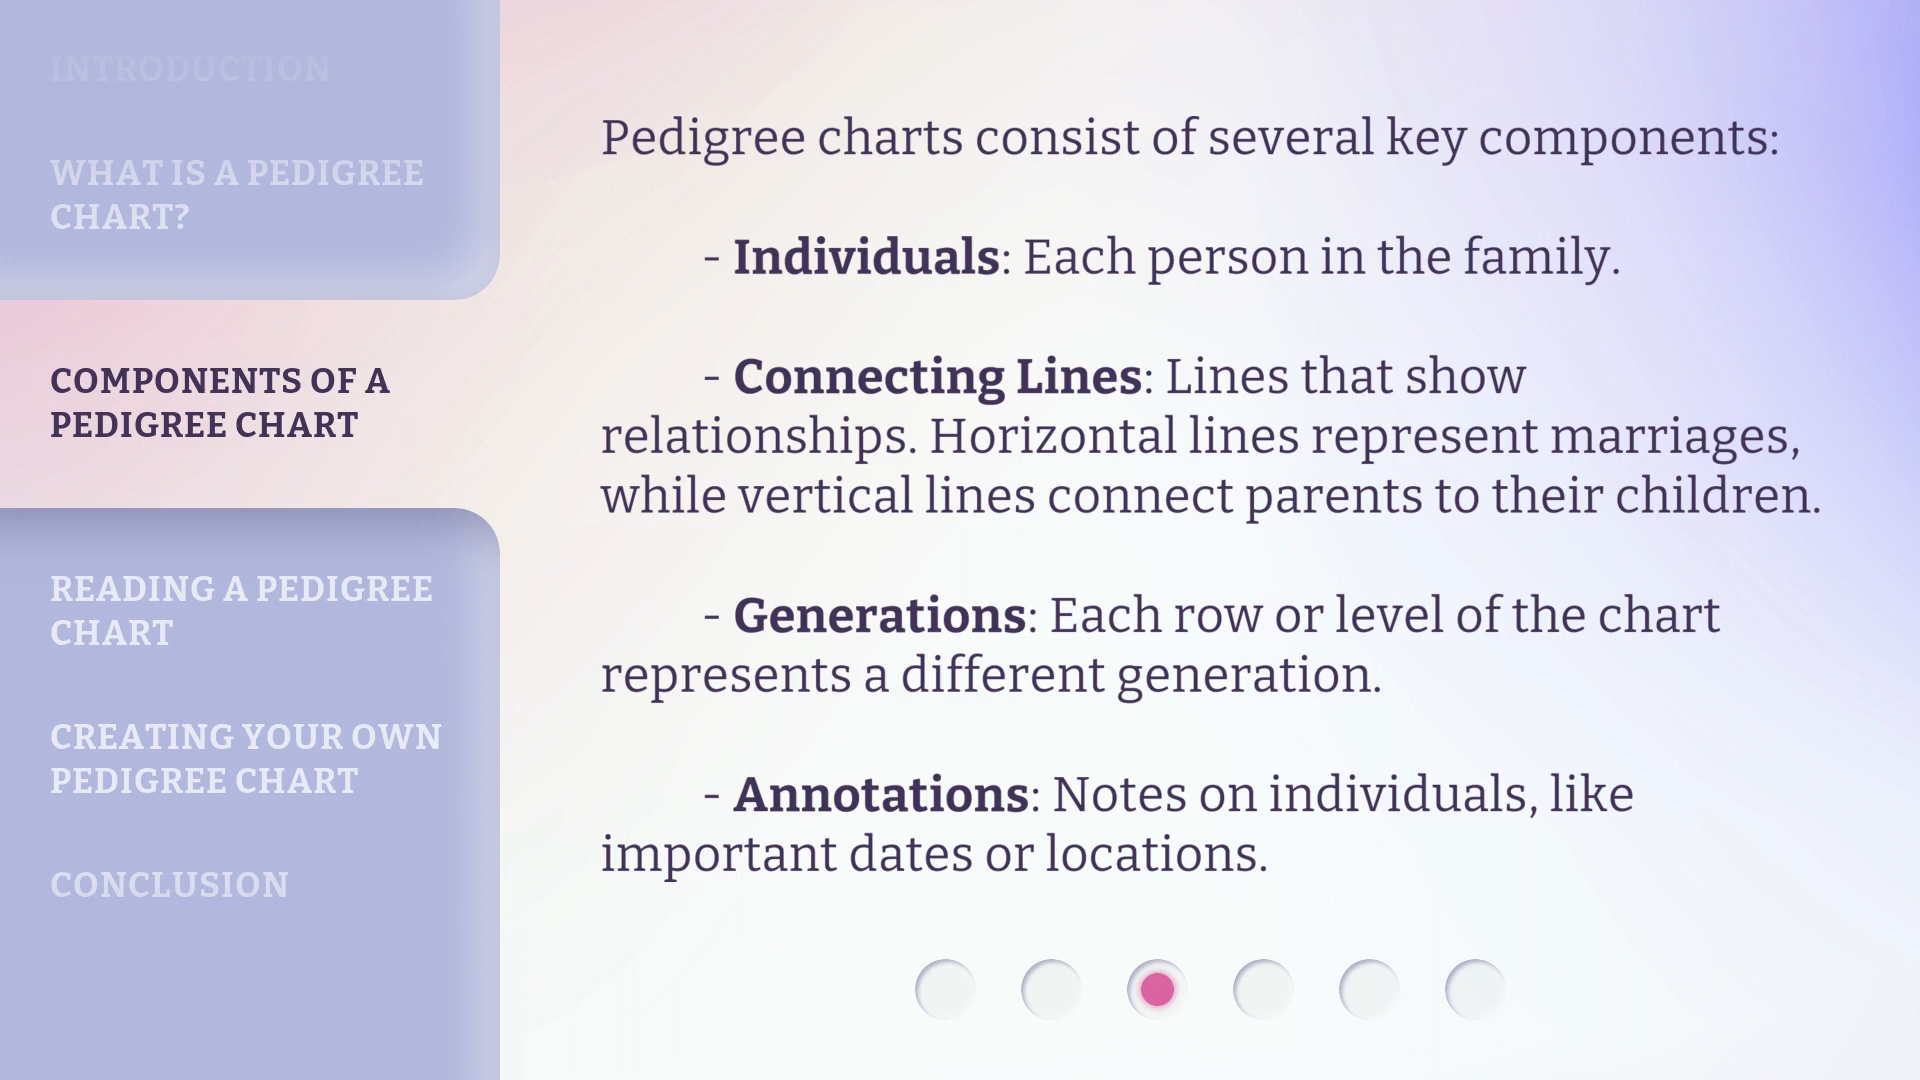 INTRODUCTION
WHAT IS A PEDIGREE
CHART?
COMPONENTS OF A
PEDIGREE CHART
READING A PEDIGREE
CHART
CREATING YOUR OWN
PEDIGREE CHART
CONCLUSION
Pedigree charts consist of several key components:
- Individuals: Each person in the family.
- Connecting Lines: Lines that show
relationships. Horizontal lines represent marriages,
while vertical lines connect parents to their children.
- Generations: Each row or level of the chart
represents a different generation.
- Annotations: Notes on individuals, like
important dates or locations.